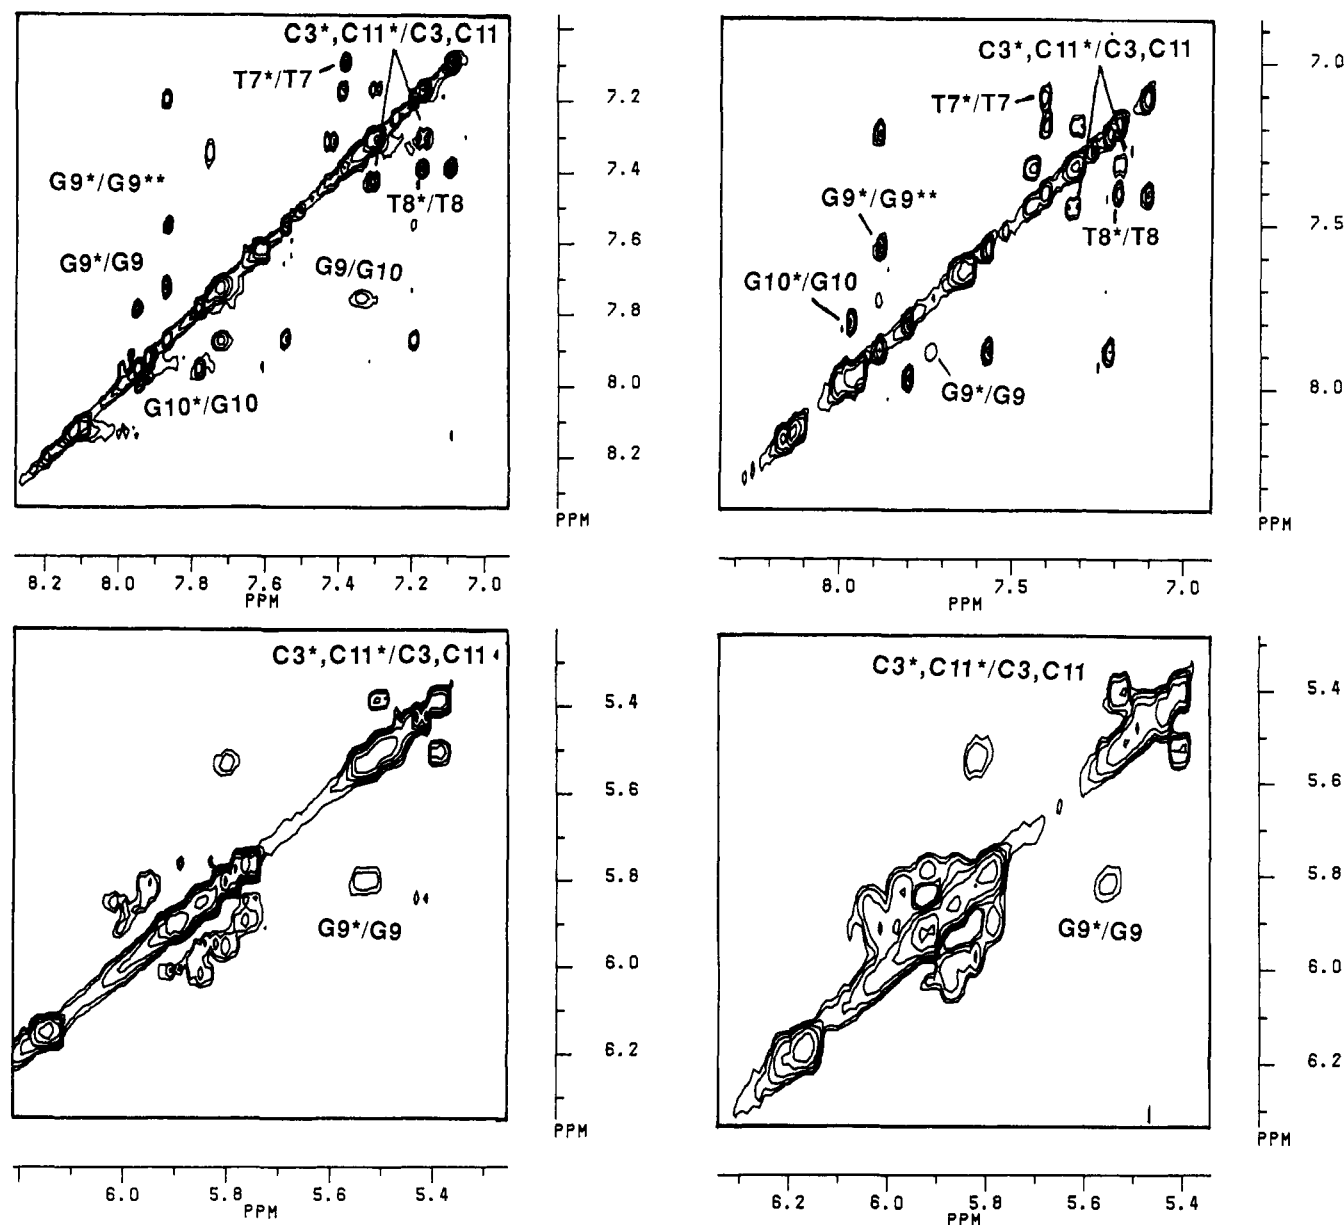 C3*,C11*/C3,C11
T7*/T7
G9*/G9**
T8*/T8
G9*/G9
G9/G10
G10*/G10
7.2
7.4
7.6
7.8
8.0
8.2
PPM
8.2 8.0 7.8 7.6 7.4 7.2 7.0
PPM
C3*,C11*/C3,C11
T7*/T7
G9*/G9**
T8*/T8
G10*/G10
G9*/G9
7.0
7.5
8.0
PPM
8.0 7.5 7.0
PPM
C3*,C11*/C3,C11
G9*/G9
5.4
5.6
5.8
6.0
6.2
PPM
6.0 5.8 5.6 5.4
PPM
C3*,C11*/C3,C11
G9*/G9
5.4
5.6
5.8
6.0
6.2
PPM
6.2 6.0 5.8 5.6 5.4
PPM